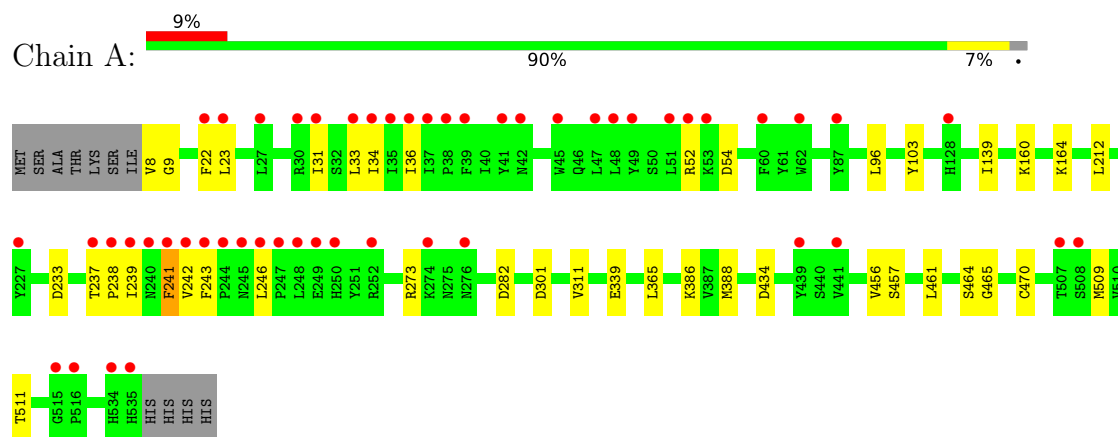 9%
Chain A:
90% 7% .
MET SER ALA THR LYS SER ILE V8 G9 F22 L23 L27 R30 I31 S32 L33 I34 I35 I36 I37 P38 F39 I40 Y41 N42 W45 Q46 L47 L48 Y49 S50 L51 R52 K53 D54 F60 Y61 W62 Y87 L96 Y103 H128 I139 K160 K164 L212
Y227 D233 T237 P238 I239 N240 F241 V242 F243 P244 N245 L246 P247 L248 E249 H250 Y251 R252 R273 K274 N275 N276 D282 D301 V311 E339 L365 K386 V387 M388 D434 Y439 S440 V441 V456 S457 L461 S464 G465 C470 T507 S508 M509 V510
T511 G515 P516 H534 H535 HIS HIS HIS HIS